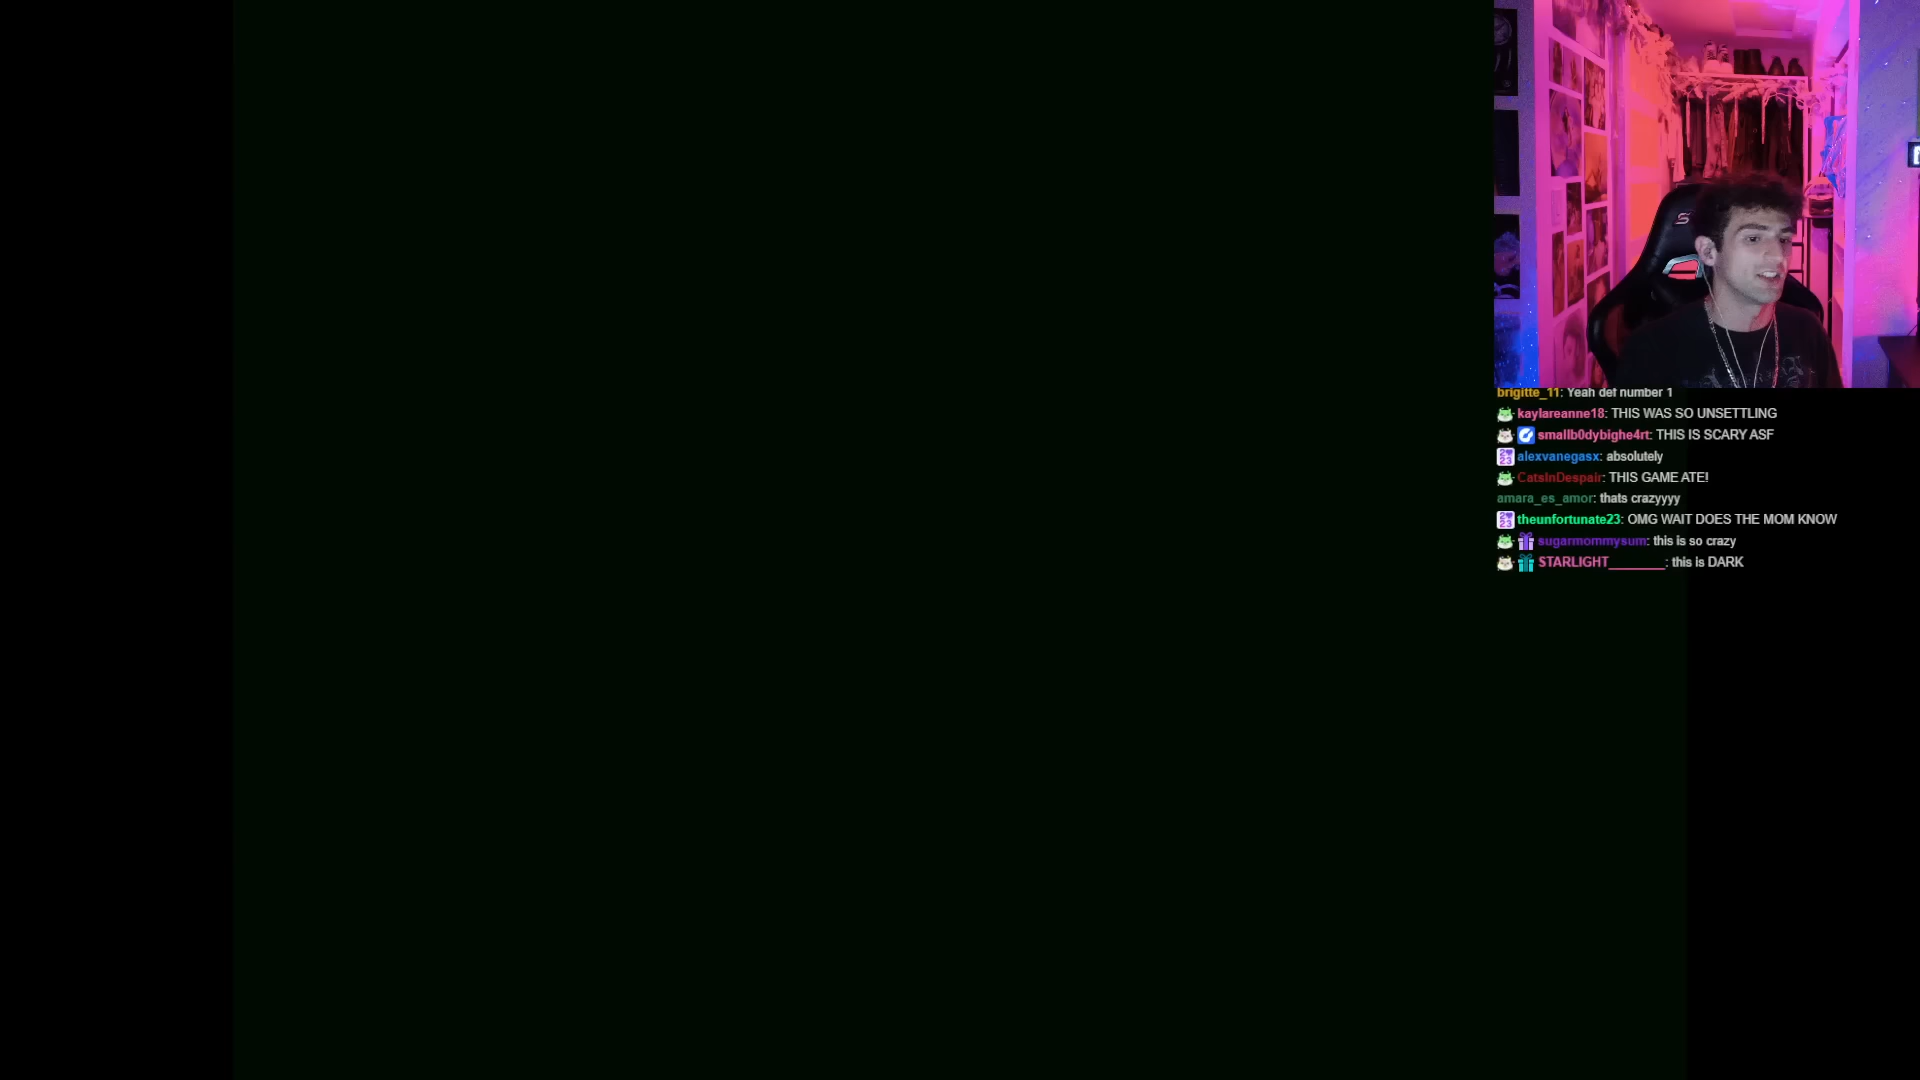 brigitte_11: Yeah def number 1
kaylareanne18: THIS WAS SO UNSETTLING
smallb0dybighe4rt: THIS IS SCARY ASF
alexvanegasx: absolutely
CatsInDespair: THIS GAME ATE!
amara_es_amor: thats crazyyyy
theunfortunate23: OMG WAIT DOES THE MOM KNOW
sugarmommysum: this is so crazy
STARLIGHT________: this is DARK